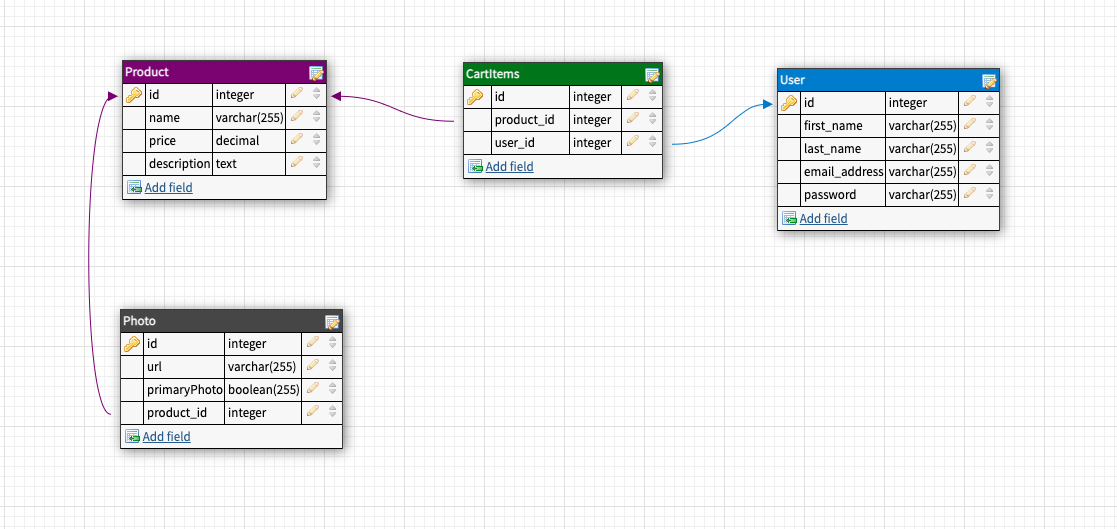 Product
id integer
name varchar(255)
price decimal
description text
Add field
CartItems
id integer
product_id integer
user_id integer
Add field
User
id integer
first_name varchar(255)
last_name varchar(255)
email_address varchar(255)
password varchar(255)
Add field
Photo
id integer
url varchar(255)
primaryPhoto boolean(255)
product_id integer
Add field